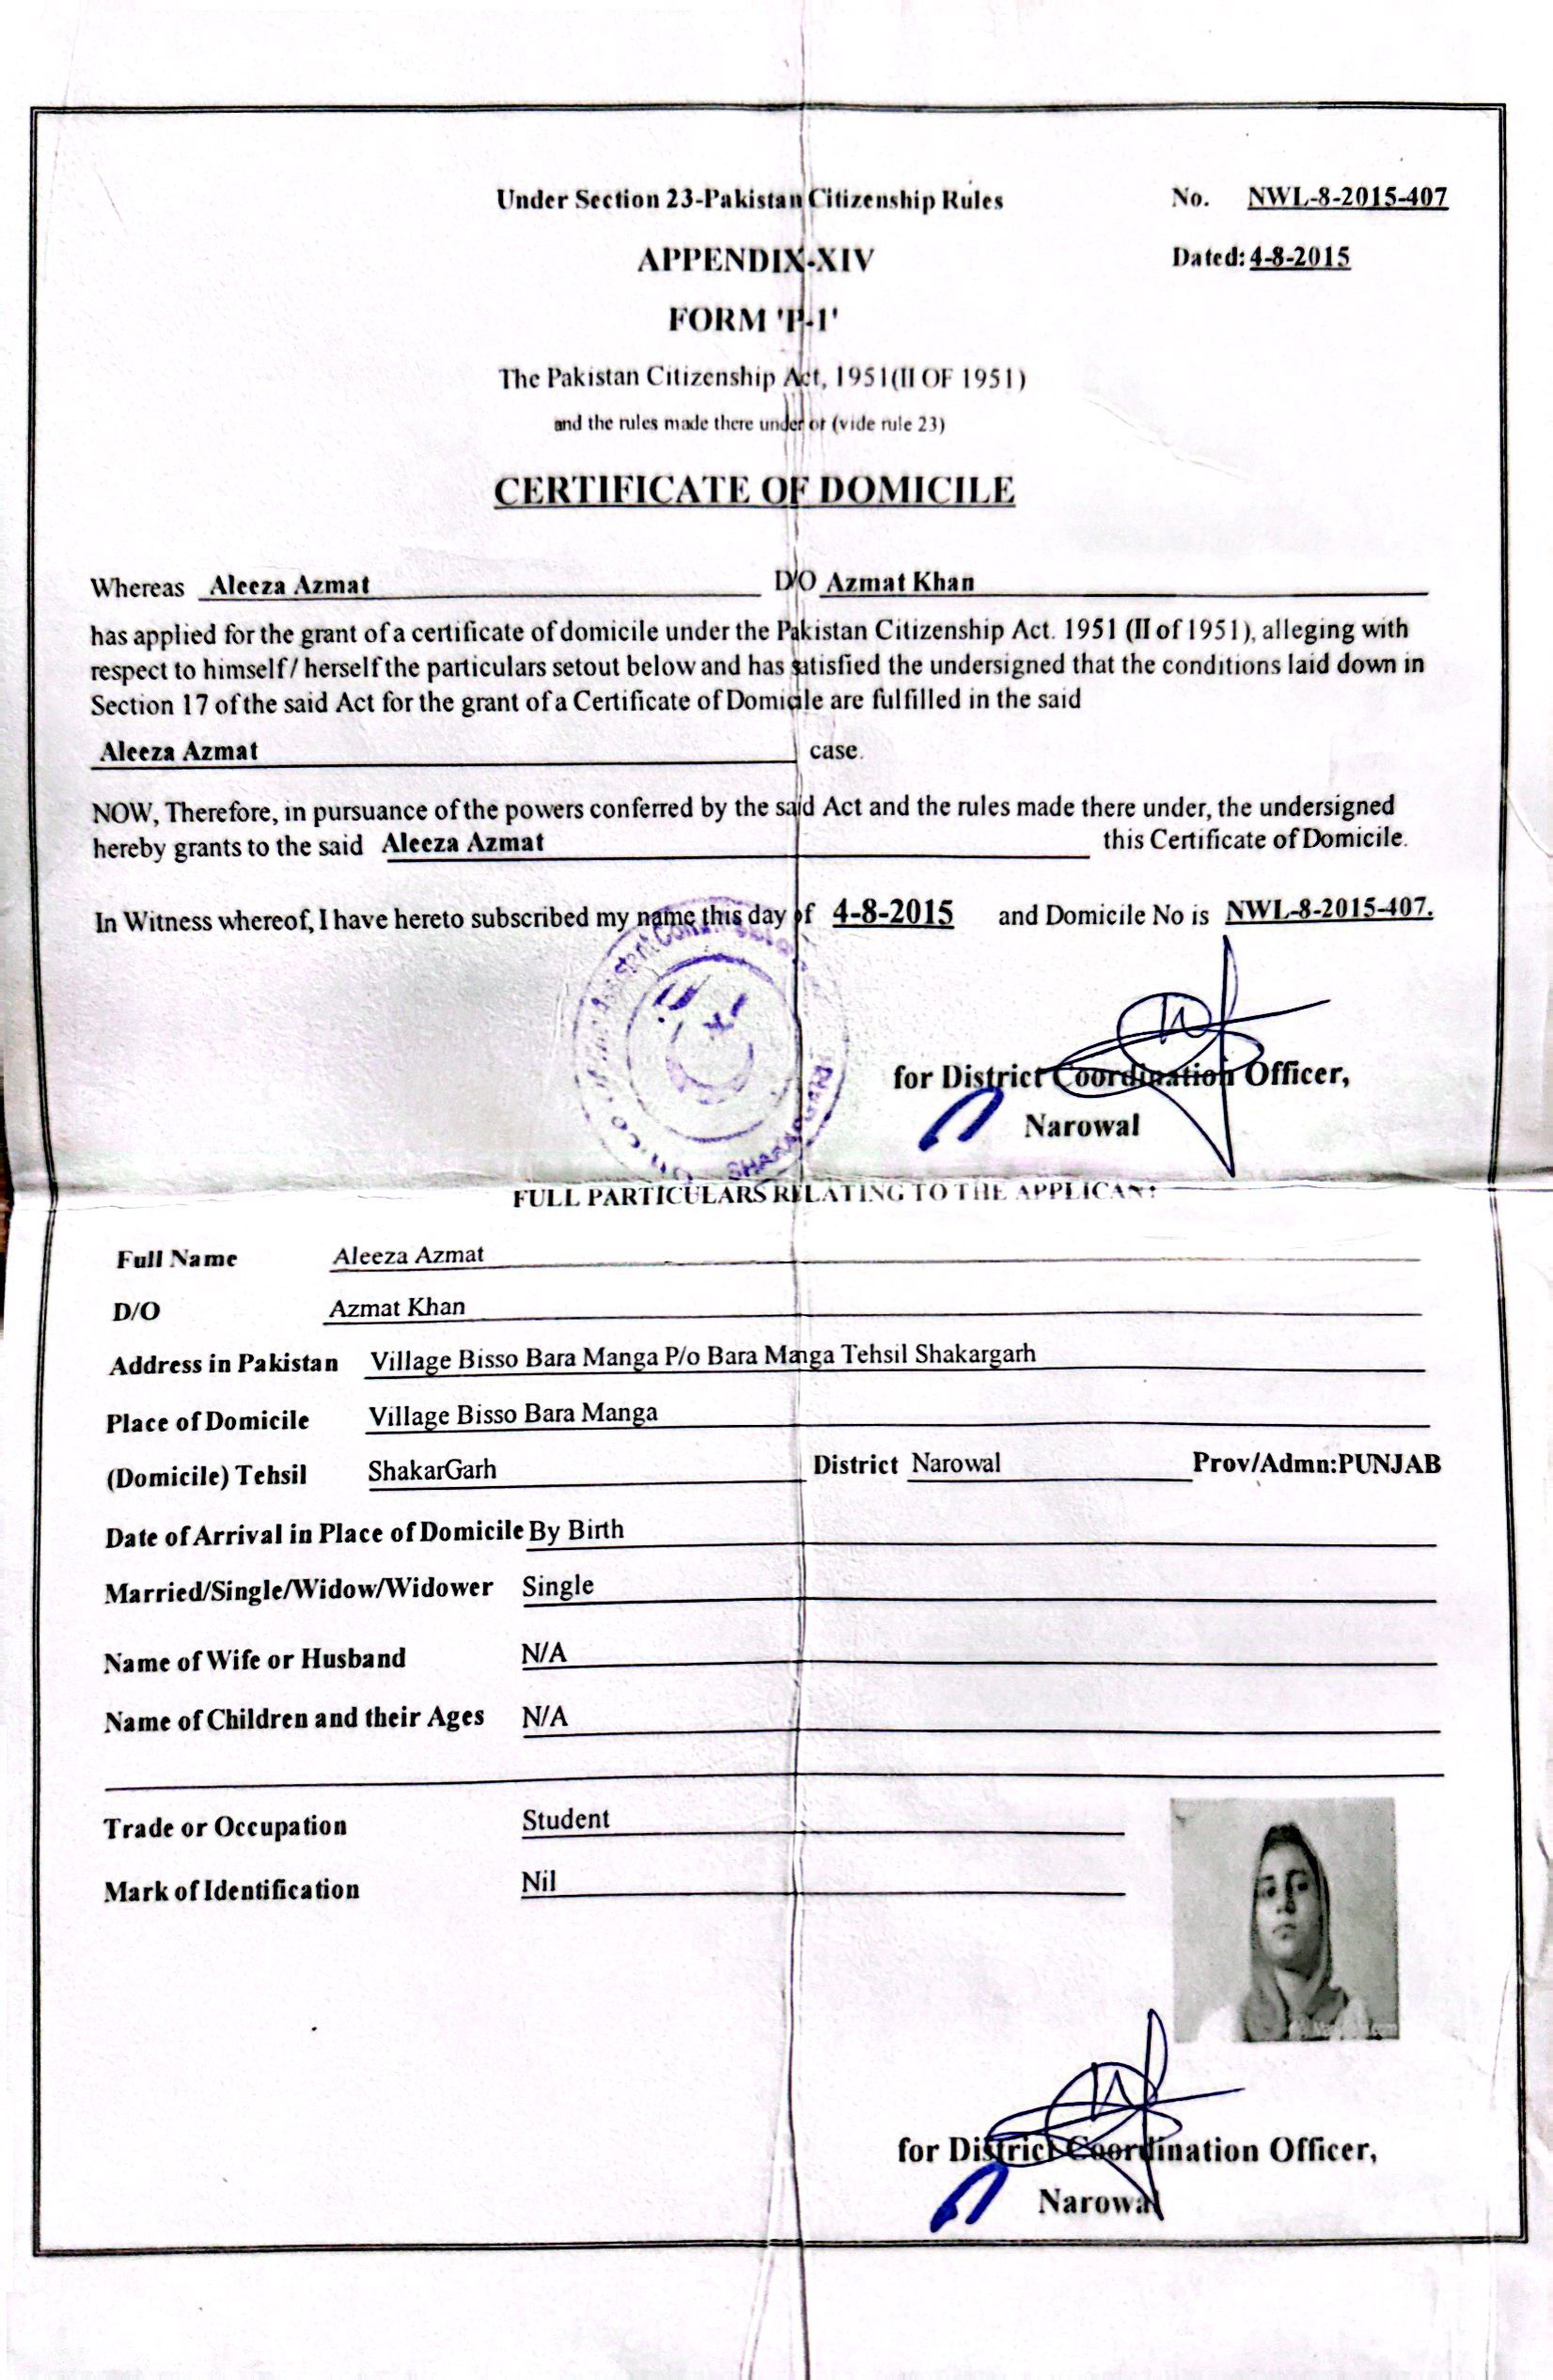 Under Section 23-Pakistan Citizenship Rules
No. NWL-8-2015-407
APPENDIX-XIV
Dated: 4-8-2015
FORM 'P-1'
The Pakistan Citizenship Act, 1951(II OF 1951)
and the rules made there under of (vide rule 23)
CERTIFICATE OF DOMICILE
Whereas Aleeza Azmat D/O Azmat Khan
has applied for the grant of a certificate of domicile under the Pakistan Citizenship Act. 1951 (II of 1951), alleging with
respect to himself/ herself the particulars setout below and has satisfied the undersigned that the conditions laid down in
Section 17 of the said Act for the grant of a Certificate of Domicile are fulfilled in the said
Aleeza Azmat case.
NOW, Therefore, in pursuance of the powers conferred by the said Act and the rules made there under, the undersigned
hereby grants to the said Aleeza Azmat this Certificate of Domicile.
In Witness whereof, I have hereto subscribed my name this day of 4-8-2015 and Domicile No is NWL-8-2015-407.
for District Coordination Officer,
Narowal
FULL PARTICULARS RELATING TO THE APPLICANT
Full Name Aleeza Azmat
D/O Azmat Khan
Address in Pakistan Village Bisso Bara Manga P/o Bara Manga Tehsil Shakargarh
Place of Domicile Village Bisso Bara Manga
(Domicile) Tehsil ShakarGarh District Narowal Prov/Admn:PUNJAB
Date of Arrival in Place of Domicile By Birth
Married/Single/Widow/Widower Single
Name of Wife or Husband N/A
Name of Children and their Ages N/A
Trade or Occupation Student
Mark of Identification Nil
for District Coordination Officer,
Narowal